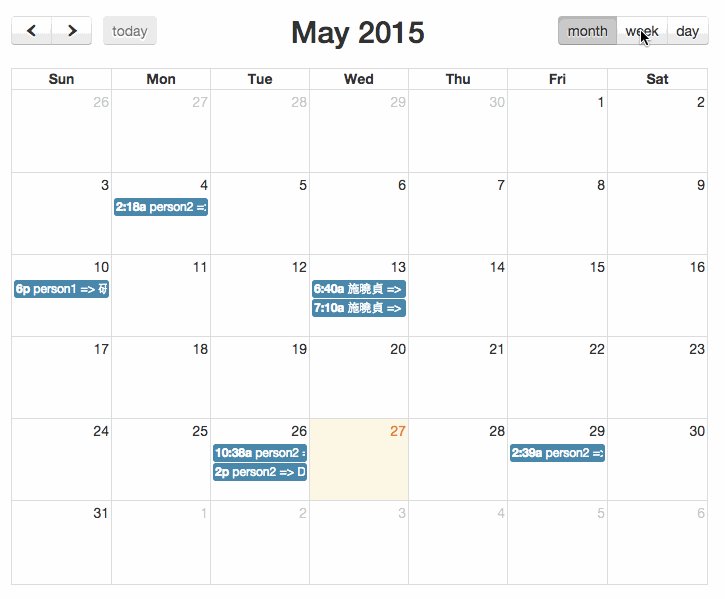 today
May 2015
month week day
Sun Mon Tue Wed Thu Fri Sat
26 27 28 29 30 1 2
3 4 5 6 7 8 9
2:18a person2 =>
10 11 12 13 14 15 16
6p person1 => 6:40a 施曉貞 =>
7:10a 施曉貞 =>
17 18 19 20 21 22 23
24 25 26 27 28 29 30
10:38a person2 2:39a person2 =>
2p person2 => D
31 1 2 3 4 5 6